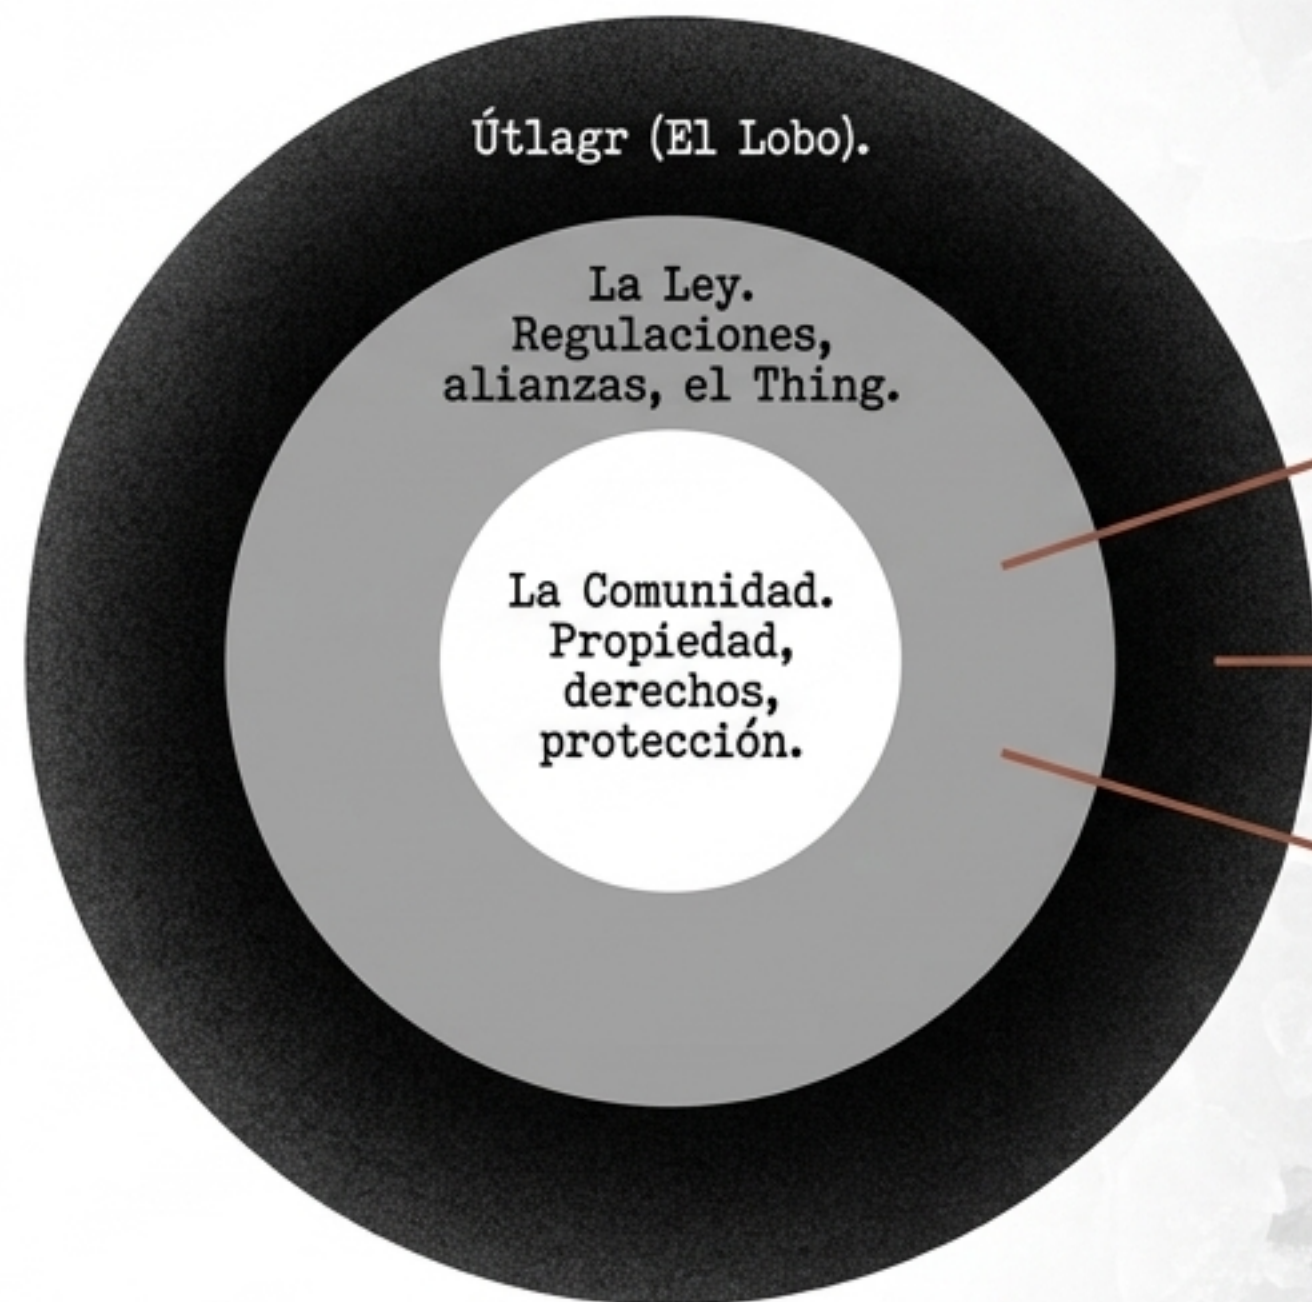 Útlagr (El Lobo).
La Ley.
Regulaciones,
alianzas, el Thing.
La Comunidad.
Propiedad,
derechos,
protección.